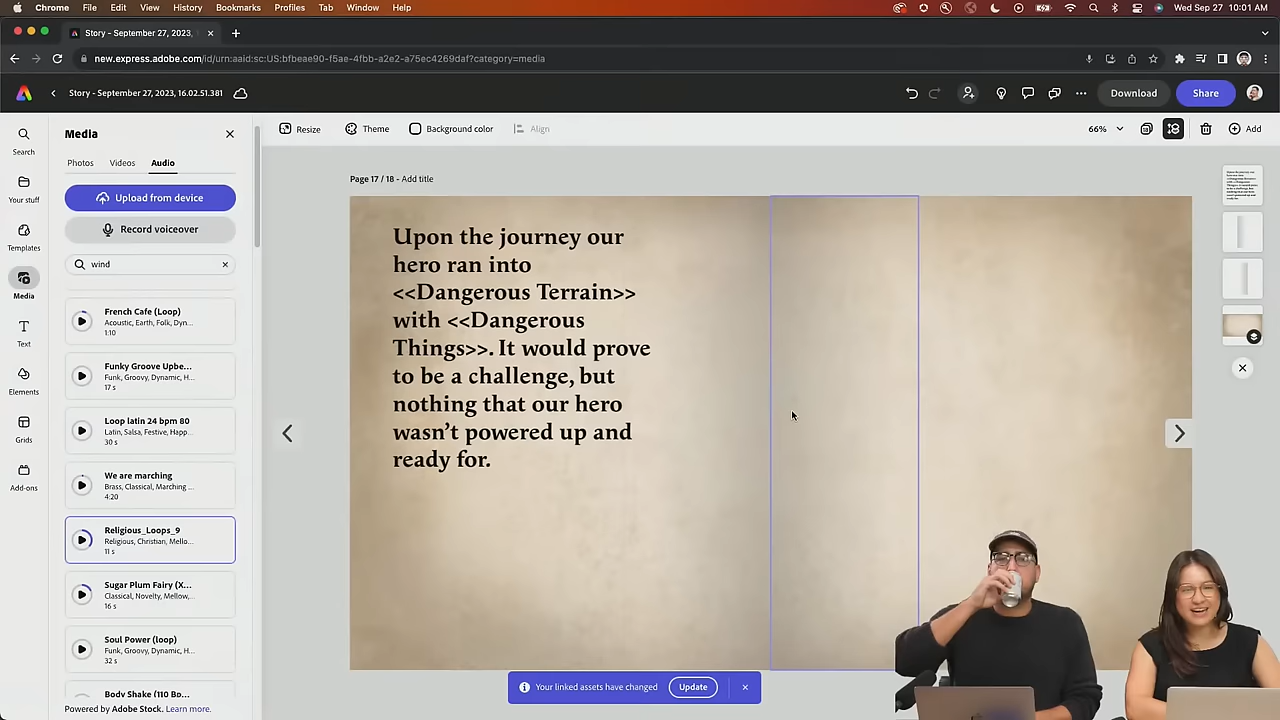 Chrome File Edit View History Bookmarks Profiles Tab Window Help Wed Sep 27 10:01 AM
Story - September 27, 2023,
new.express.adobe.com/id/urn:aaid:sc:US:bfbeae90-f5ae-4fbb-a2e2-a75ec4269daf?category=media
Story - September 27, 2023, 16.02.51.381 Download Share
Media
Resize Theme Background color Align 66% Add
Search
Photos Videos Audio
Page 17 / 18 - Add title
Your stuff
Upload from device
Record voiceover
Templates
wind
Media
French Cafe (Loop)
Acoustic, Earth, Folk, Dyn...
1:10
Text
Funky Groove Upbe...
Funk, Groovy, Dynamic, H...
17 s
Elements
Loop latin 24 bpm 80
Latin, Salsa, Festive, Happ...
30 s
Grids
We are marching
Brass, Classical, Marching ...
4:20
Add-ons
Religious_Loops_9
Religious, Christian, Mello...
11 s
Sugar Plum Fairy (X...
Classical, Novelty, Mellow,...
16 s
Soul Power (loop)
Funk, Groovy, Dynamic, H...
32 s
Body Shake (110 Bp...
Powered by Adobe Stock. Learn more.
Upon the journey our
hero ran into
<<Dangerous Terrain>>
with <<Dangerous
Things>>. It would prove
to be a challenge, but
nothing that our hero
wasn't powered up and
ready for.
Your linked assets have changed Update